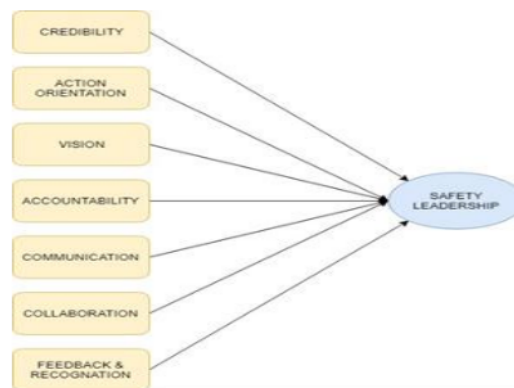 CREDIBILITY
ACTION
ORIENTATION
VISION
ACCOUNTABILITY
SAFETY
LEADERSHIP
COMMUNICATION
COLLABORATION
FEEDBACK &
RECOGNATION